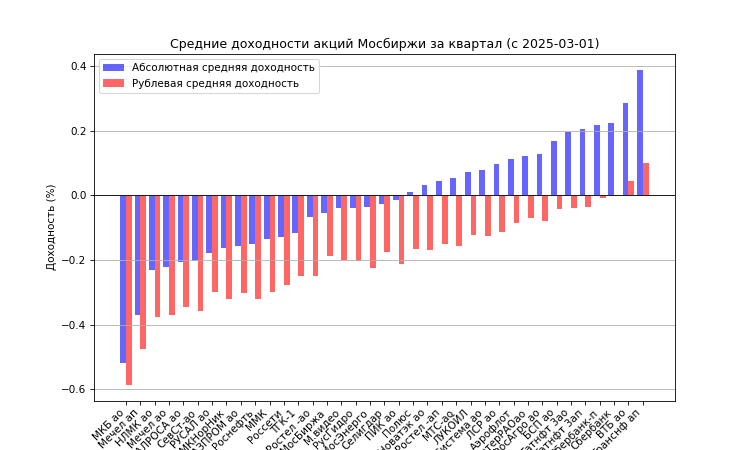 Средние доходности акций Мосбиржи за квартал (с 2025-03-01)
Абсолютная средняя доходность
Рублевая средняя доходность
Доходность (%)
0.4
0.2
0.0
−0.2
−0.4
−0.6
МКБ ао
Мечел ап
НЛМК ао
Мечел ао
АЛРОСА ао
СевСт-ао
РУСАЛ ао
ГМКНорНик
ГАЗПРОМ ао
Роснефть
ММК
Россети
ТГК-1
Ростел -ао
МосБиржа
М.видео
РусГидро
МосЭнерго
Селигдар
ПИК ао
Полюс
Новатэк ао
Ростел -ап
МТС-ао
ЛУКОЙЛ
Система ао
ЛСР ао
Аэрофлот
ИнтерРАОао
РосАгро ао
БСП ао
Татнфт 3ао
Татнфт 3ап
Сбербанк-п
Сбербанк
ВТБ ао
Транснф ап